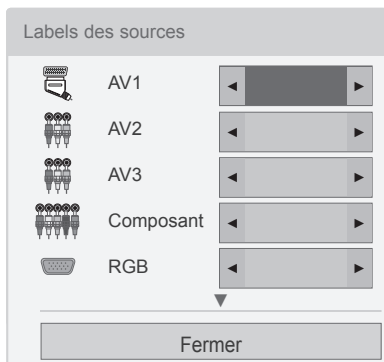 Labels des sources
AV1
AV2
AV3
Composant
RGB
Fermer